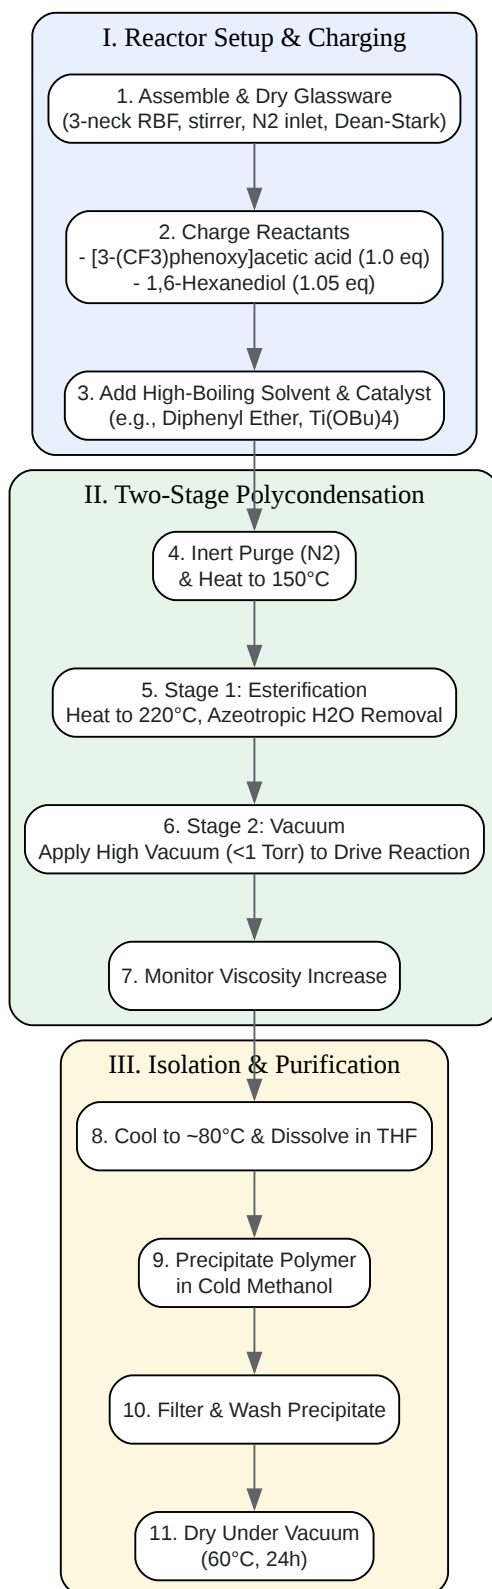 I. Reactor Setup & Charging
1. Assemble & Dry Glassware
(3-neck RBF, stirrer, N2 inlet, Dean-Stark)
2. Charge Reactants
- [3-(CF3)phenoxy]acetic acid (1.0 eq)
- 1,6-Hexanediol (1.05 eq)
3. Add High-Boiling Solvent & Catalyst
(e.g., Diphenyl Ether, Ti(OBu)4)
II. Two-Stage Polycondensation
4. Inert Purge (N2)
& Heat to 150°C
5. Stage 1: Esterification
Heat to 220°C, Azeotropic H2O Removal
6. Stage 2: Vacuum
Apply High Vacuum (<1 Torr) to Drive Reaction
7. Monitor Viscosity Increase
III. Isolation & Purification
8. Cool to ~80°C & Dissolve in THF
9. Precipitate Polymer
in Cold Methanol
10. Filter & Wash Precipitate
11. Dry Under Vacuum
(60°C, 24h)